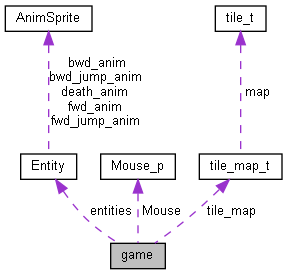 AnimSprite
tile_t
bwd_anim
bwd_jump_anim
death_anim
fwd_anim
fwd_jump_anim
map
Entity
Mouse_p
tile_map_t
entities
Mouse
tile_map
game